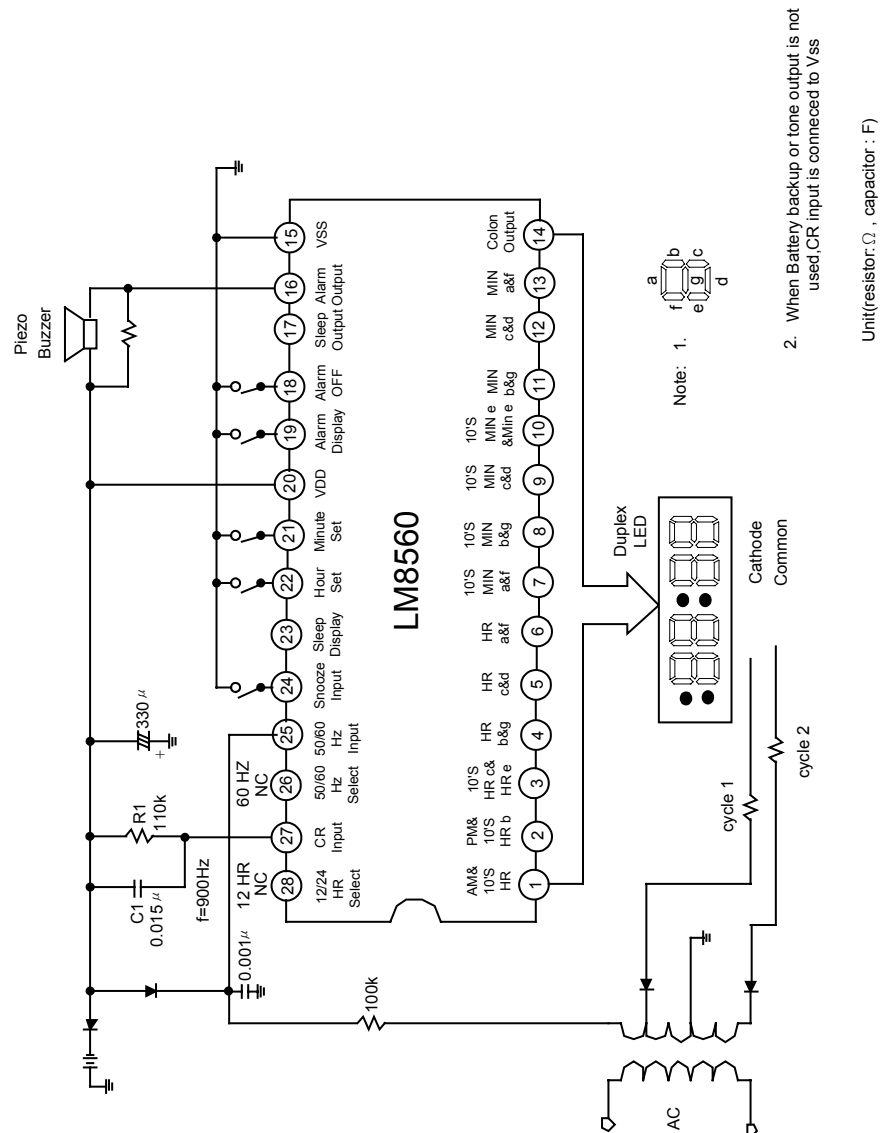 Piezo
Buzzer
15
VSS
16
Alarm
Output
17
Sleep
Output
18
Alarm
OFF
19
Alarm
Display
20
VDD
21
Minute
Set
22
Hour
Set
23
Sleep
Display
24
Snooze
Input
25
50/60
Hz
Input
60 HZ
NC
26
50/60
Hz
Select
27
CR
Input
12 HR
NC
28
12/24
HR
Select
330 μ
+
R1
110k
C1
0.015 μ
f=900Hz
0.001μ
100k
AC
LM8560
Colon
Output
14
MIN
a&f
13
MIN
c&d
12
MIN
b&g
11
10'S
MIN e
&Min e
10
10'S
MIN
c&d
9
10'S
MIN
b&g
8
10'S
MIN
a&f
7
HR
a&f
6
HR
c&d
5
HR
b&g
4
10'S
HR c&
HR e
3
PM&
10'S
HR b
2
AM&
10'S
HR
1
Duplex
LED
Cathode
Common
cycle 1
cycle 2
Note: 1.
a
b
c
d
e
f
g
2. When Battery backup or tone output is not
used,CR input is conneced to Vss
Unit(resistor: Ω , capacitor : F)